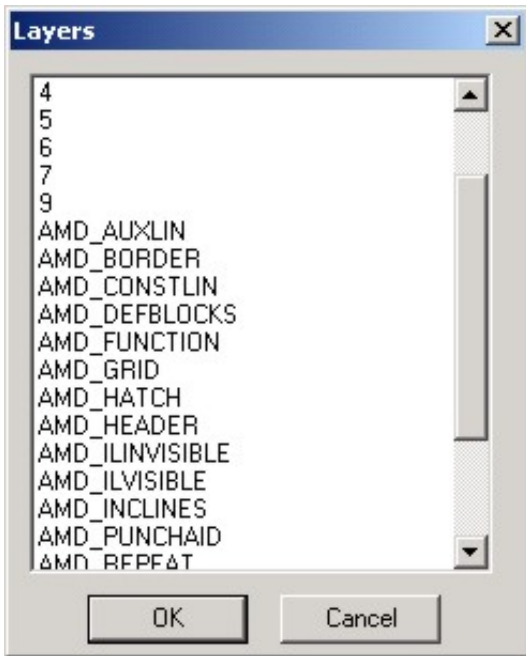 Layers
4
5
6
7
9
AMD_AUXLIN
AMD_BORDER
AMD_CONSTLIN
AMD_DEFBLOCKS
AMD_FUNCTION
AMD_GRID
AMD_HATCH
AMD_HEADER
AMD_ILINVISIBLE
AMD_ILVISIBLE
AMD_INCLINES
AMD_PUNCHAID
AMD_REPEAT
OK Cancel